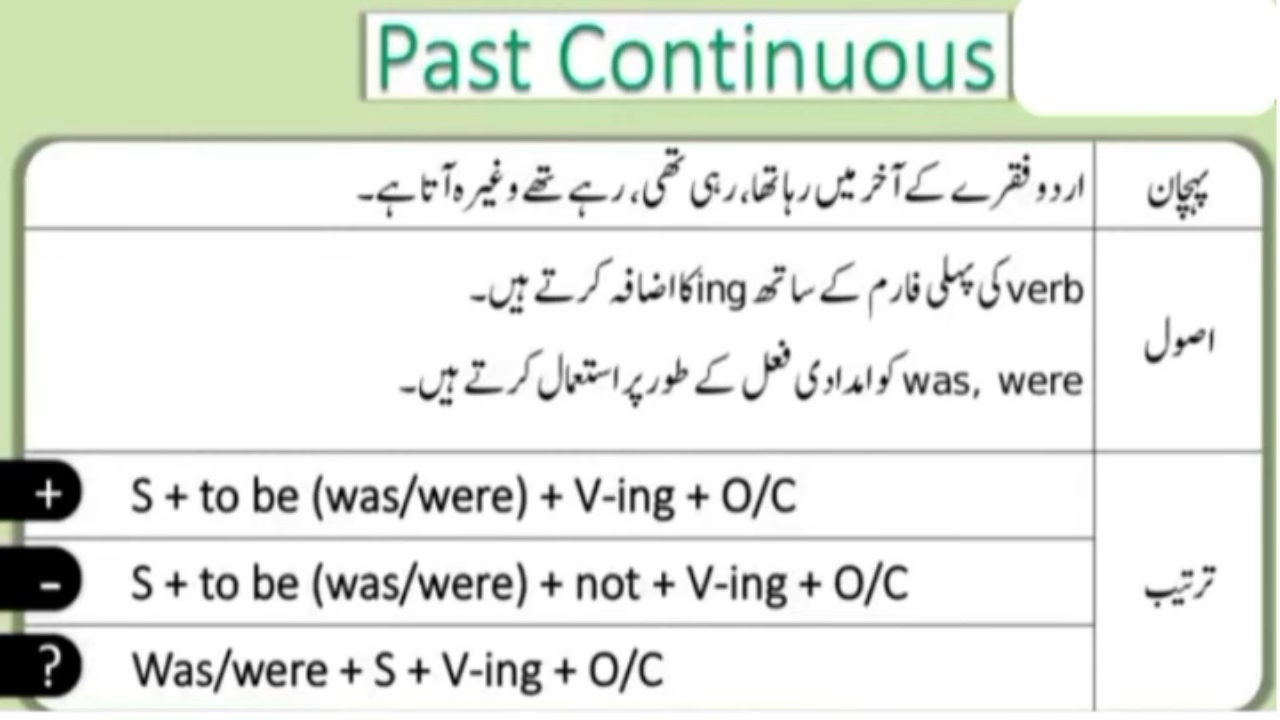 Past Continuous
پہچان
اردو فقرے کے آخر میں رہا تھا، رہی تھی، رہے تھے وغیرہ آتا ہے۔
اصول
verb کی پہلی فارم کے ساتھ ing کا اضافہ کرتے ہیں۔
was, were کو امدادی فعل کے طور پر استعمال کرتے ہیں۔
ترتیب
+ S + to be (was/were) + V-ing + O/C
- S + to be (was/were) + not + V-ing + O/C
? Was/were + S + V-ing + O/C